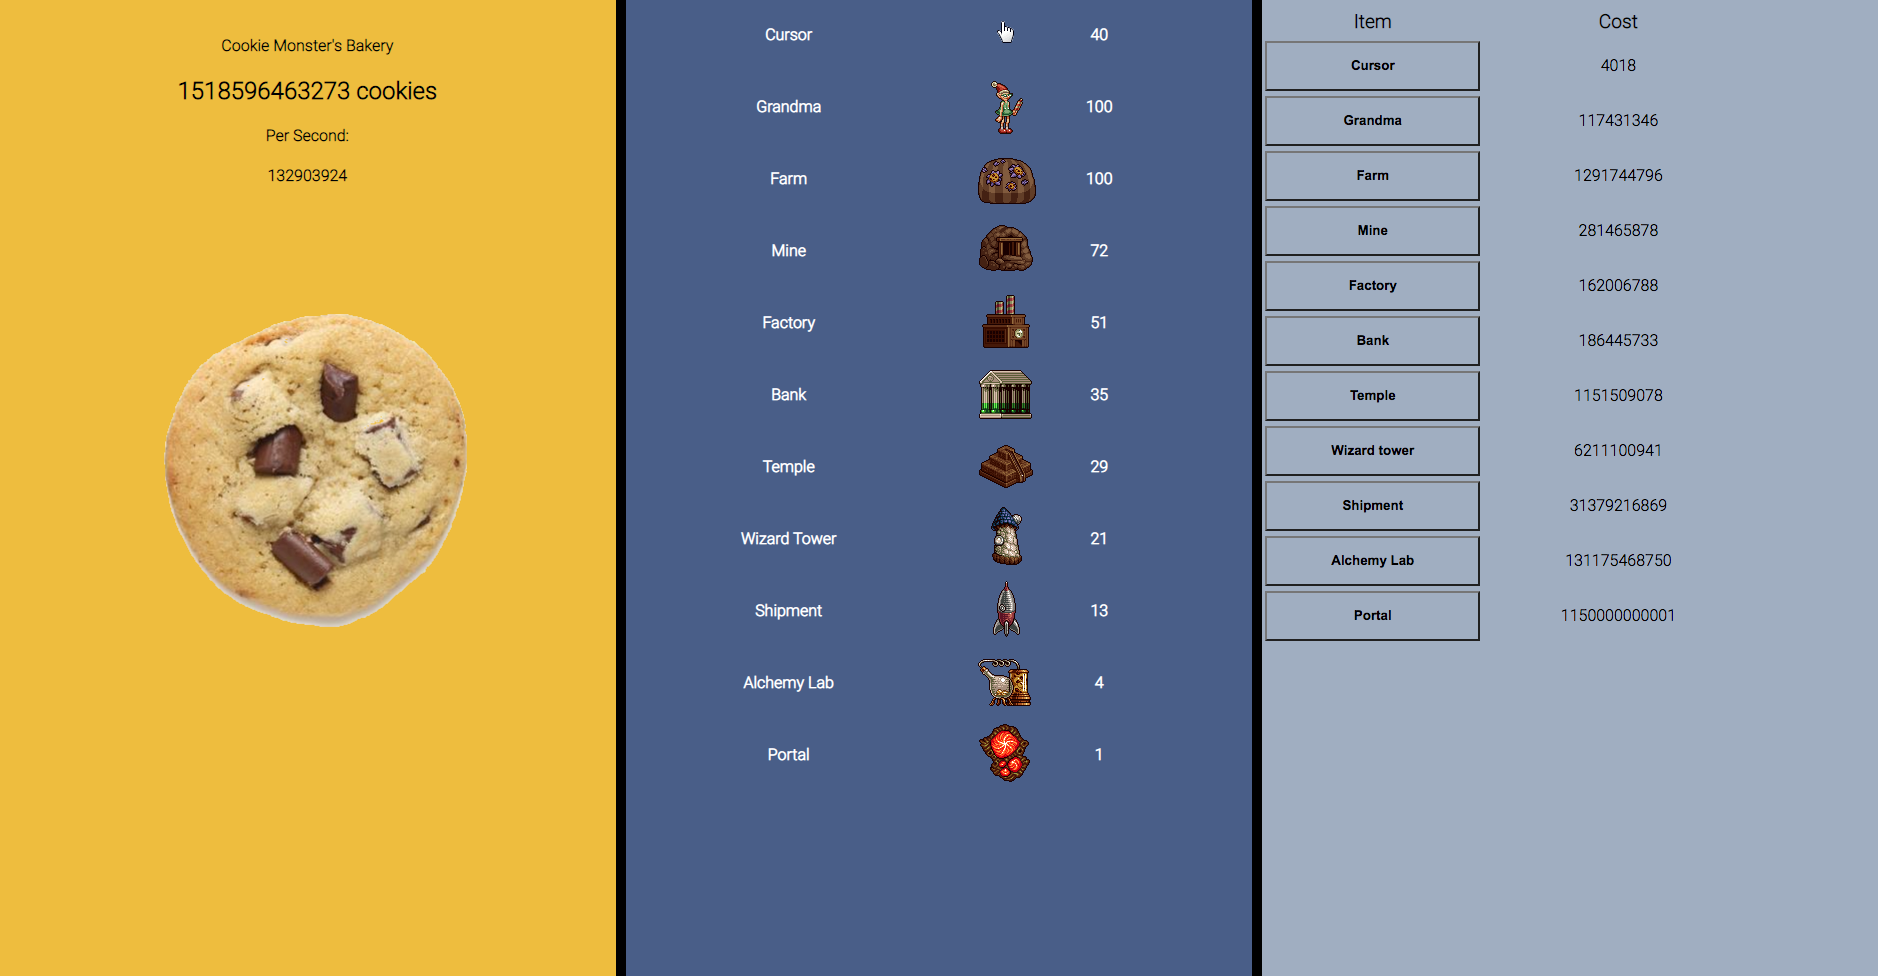 Cookie Monster's Bakery
1518596463273 cookies
Per Second:
132903924
Cursor 40
Grandma 100
Farm 100
Mine 72
Factory 51
Bank 35
Temple 29
Wizard Tower 21
Shipment 13
Alchemy Lab 4
Portal 1
Item Cost
Cursor 4018
Grandma 117431346
Farm 1291744796
Mine 281465878
Factory 162006788
Bank 186445733
Temple 1151509078
Wizard tower 6211100941
Shipment 31379216869
Alchemy Lab 131175468750
Portal 1150000000001